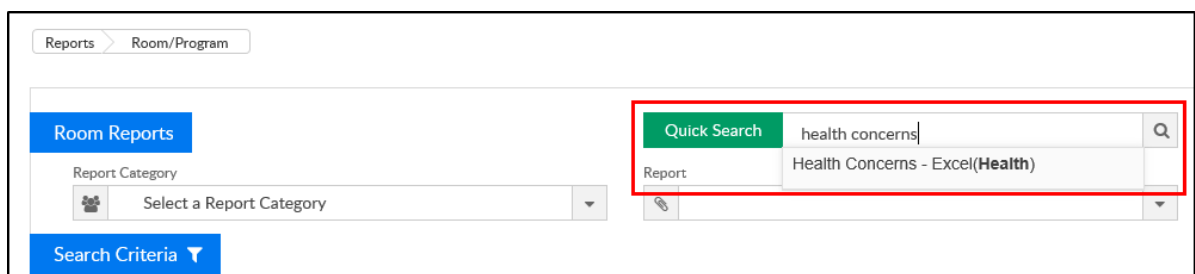 Reports Room/Program
Room Reports
Quick Search health concerns
Health Concerns - Excel(Health)
Report Category
Report
Select a Report Category
Search Criteria